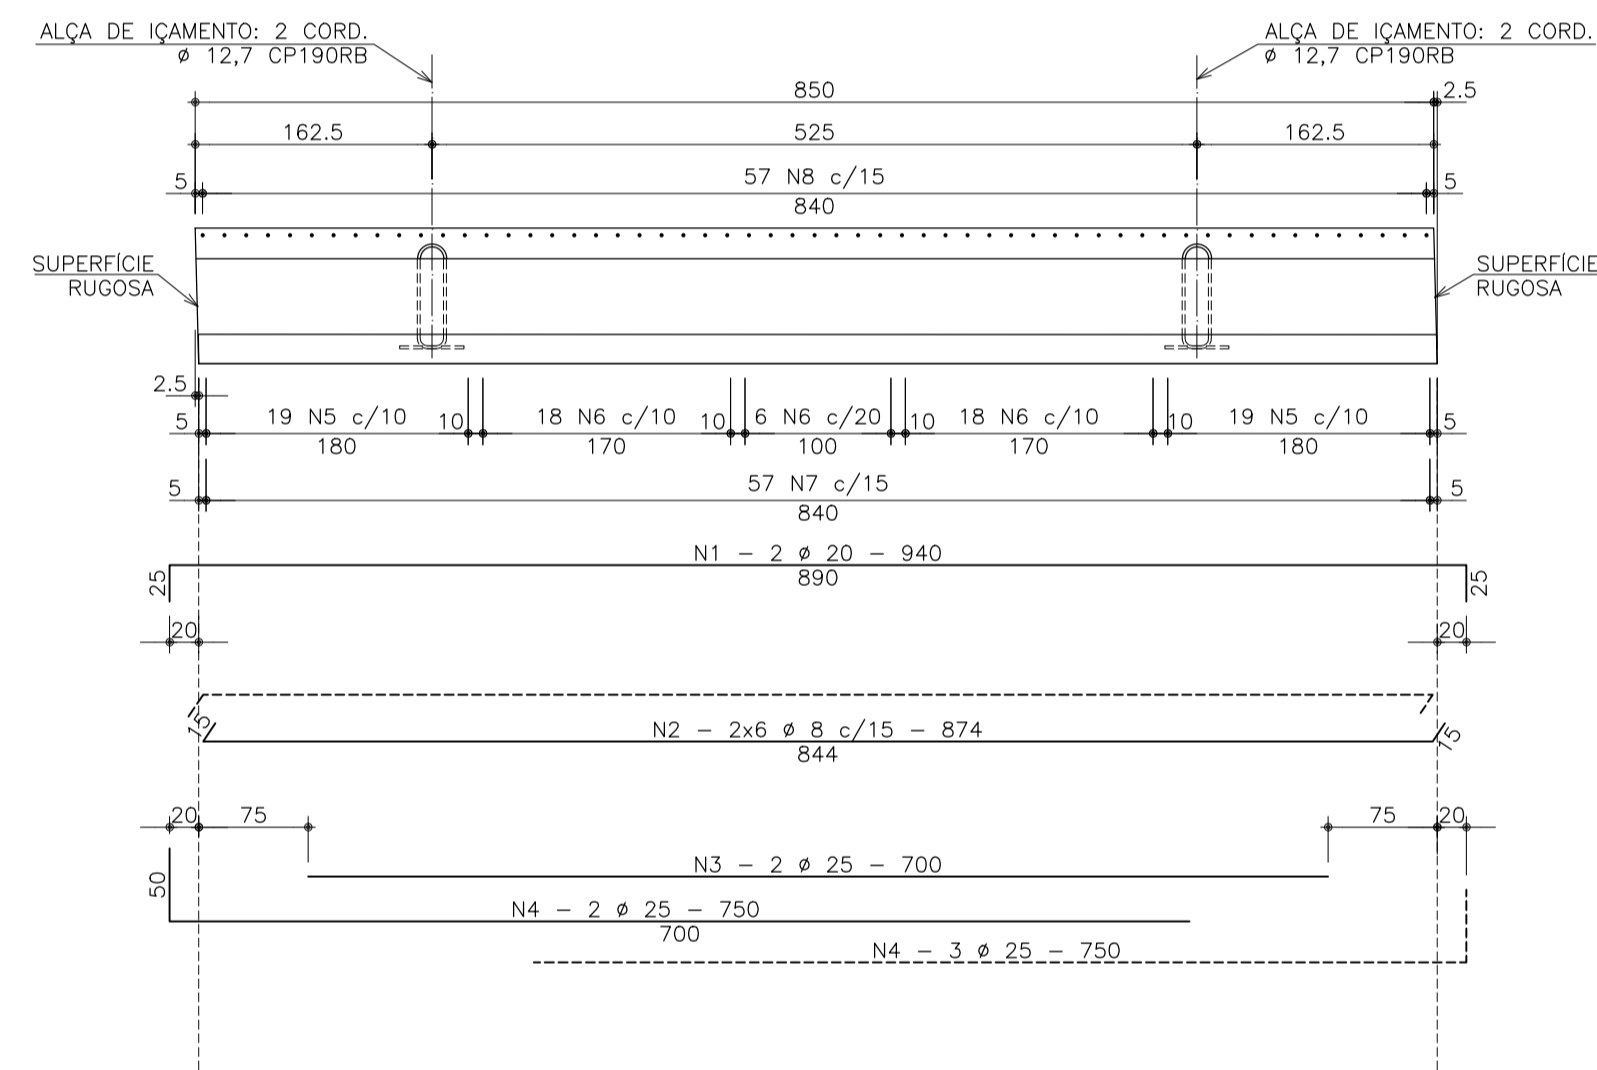 ALÇA DE IÇAMENTO: 2 CORD.
ø 12,7 CP190RB
ALÇA DE IÇAMENTO: 2 CORD.
ø 12,7 CP190RB
850 2.5
162.5 525 162.5
5 57 N8 c/15 5
840
SUPERFÍCIE
RUGOSA
SUPERFÍCIE
RUGOSA
2.5
5 19 N5 c/10 10 18 N6 c/10 10 6 N6 c/20 10 18 N6 c/10 10 19 N5 c/10 5
180 170 100 170 180
5 57 N7 c/15 5
840
N1 – 2 ø 20 – 940
25 890 25
20 20
15 N2 – 2x6 ø 8 c/15 – 874 15
844
20 75 75 20
N3 – 2 ø 25 – 700
50 N4 – 2 ø 25 – 750
700
N4 – 3 ø 25 – 750